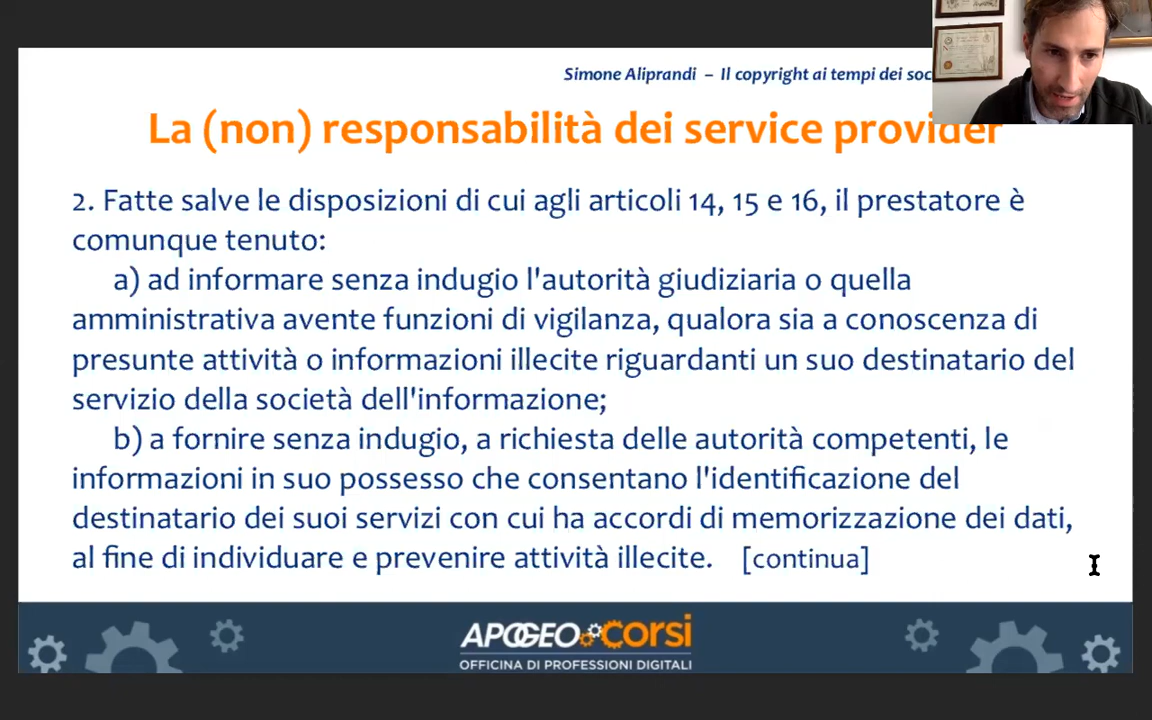 Simone Aliprandi – Il copyright ai tempi dei
La (non) responsabilità dei service provider
2. Fatte salve le disposizioni di cui agli articoli 14, 15 e 16, il prestatore è
comunque tenuto:
a) ad informare senza indugio l'autorità giudiziaria o quella
amministrativa avente funzioni di vigilanza, qualora sia a conoscenza di
presunte attività o informazioni illecite riguardanti un suo destinatario del
servizio della società dell'informazione;
b) a fornire senza indugio, a richiesta delle autorità competenti, le
informazioni in suo possesso che consentano l'identificazione del
destinatario dei suoi servizi con cui ha accordi di memorizzazione dei dati,
al fine di individuare e prevenire attività illecite. [continua]
APOGEO CORSI
OFFICINA DI PROFESSIONI DIGITALI